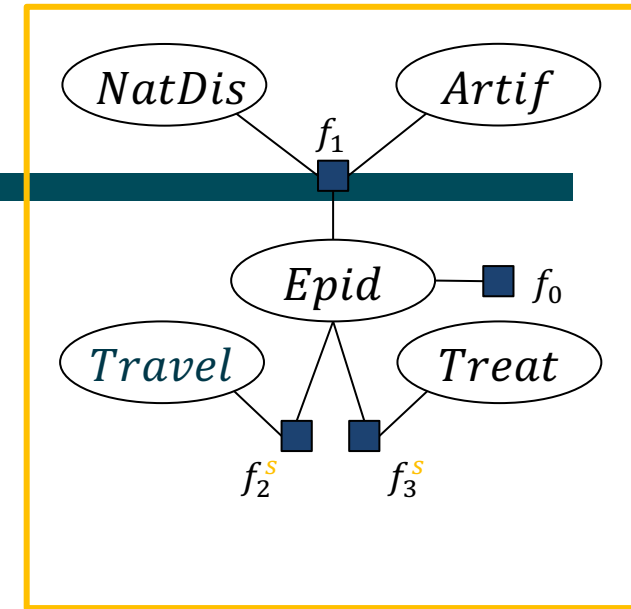 NatDis Artif
f₁
Epid f₀
Travel Treat
f₂ˢ f₃ˢ